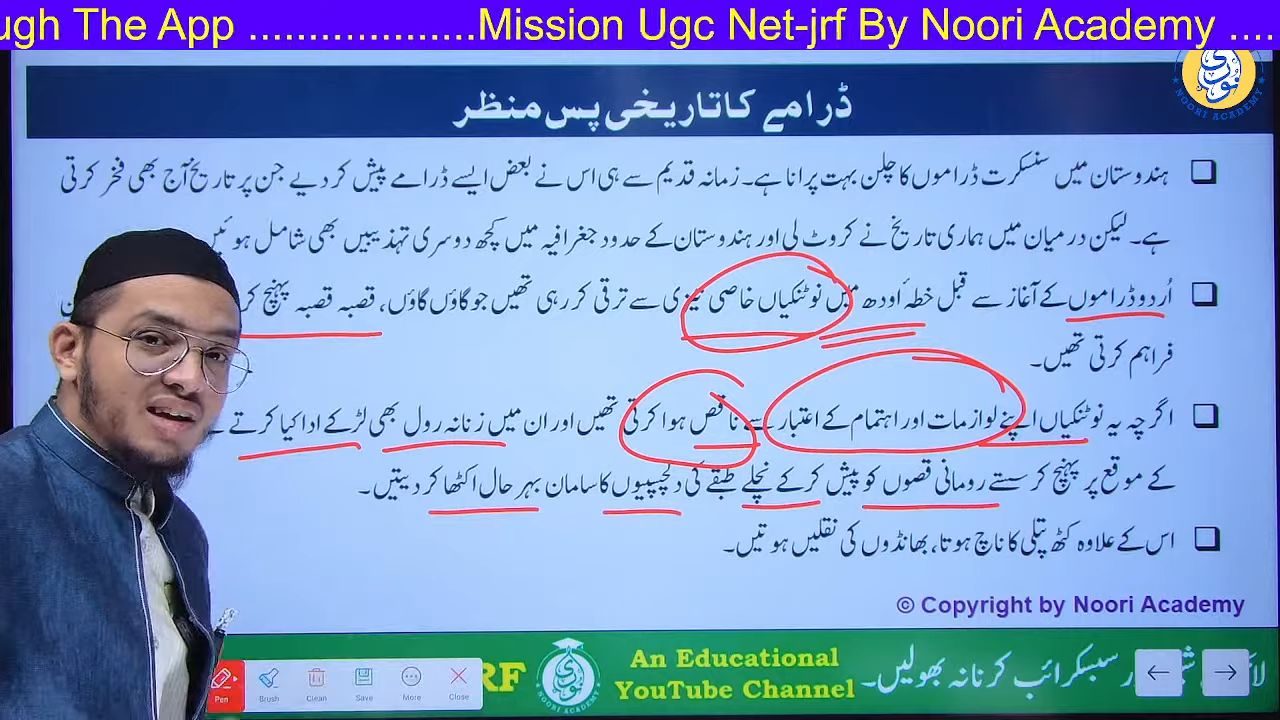 ugh The App ...................Mission Ugc Net-jrf By Noori Academy ....
NOORI ACADEMY
ڈرامے کا تاریخی پس منظر
ہندوستان میں سنسکرت ڈراموں کا چلن بہت پرانا ہے۔ زمانہ قدیم سے ہی اس نے بعض ایسے ڈرامے پیش کر دیے جن پر تاریخ آج بھی فخر کرتی
ہے۔ لیکن درمیان میں ہماری تاریخ نے کروٹ لی اور ہندوستان کے حدود جغرافیہ میں کچھ دوسری تہذیبیں بھی شامل ہوئیں
اُردو ڈراموں کے آغاز سے قبل خطہ أودھ میں نوٹنکیاں خاصی تیزی سے ترقی کر رہی تھیں جو گاؤں گاؤں، قصبہ قصبہ پہنچ کر
فراہم کرتی تھیں۔
اگرچہ یہ نوٹنکیاں اپنے لوازمات اور اہتمام کے اعتبار سے ناقص ہوا کرتی تھیں اور ان میں زنانہ رول بھی لڑکے ادا کیا کرتے
کے موقع پر پہنچ کر سستے رومانی قصوں کو پیش کر کے نچلے طبقے کی دلچسپیوں کا سامان بہر حال اکٹھا کر دیتیں۔
اس کے علاوہ کٹھ پتلی کا ناچ ہوتا، بھانڈوں کی نقلیں ہوتیں۔
© Copyright by Noori Academy
RF
An Educational
YouTube Channel
سبسکرائب کرنا نہ بھولیں۔
Pen Brush Clean Save More Close